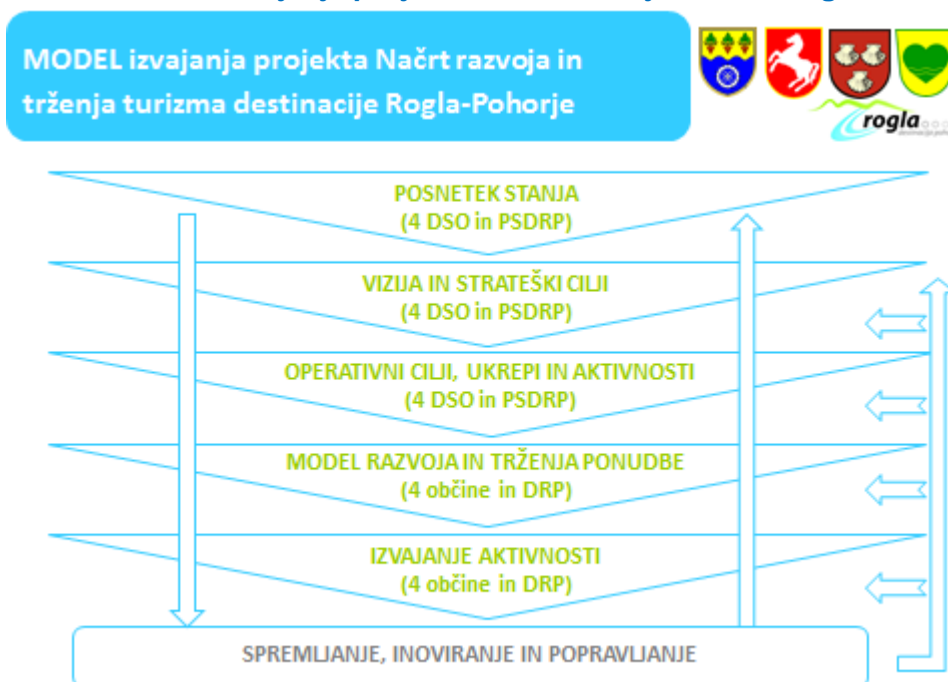 MODEL izvajanja projekta Načrt razvoja in
trženja turizma destinacije Rogla-Pohorje
rogla
POSNETEK STANJA
(4 DSO in PSDRP)
VIZIJA IN STRATEŠKI CILJI
(4 DSO in PSDRP)
OPERATIVNI CILJI, UKREPI IN AKTIVNOSTI
(4 DSO in PSDRP)
MODEL RAZVOJA IN TRŽENJA PONUDBE
(4 občine in DRP)
IZVAJANJE AKTIVNOSTI
(4 občine in DRP)
SPREMLJANJE, INOVIRANJE IN POPRAVLJANJE